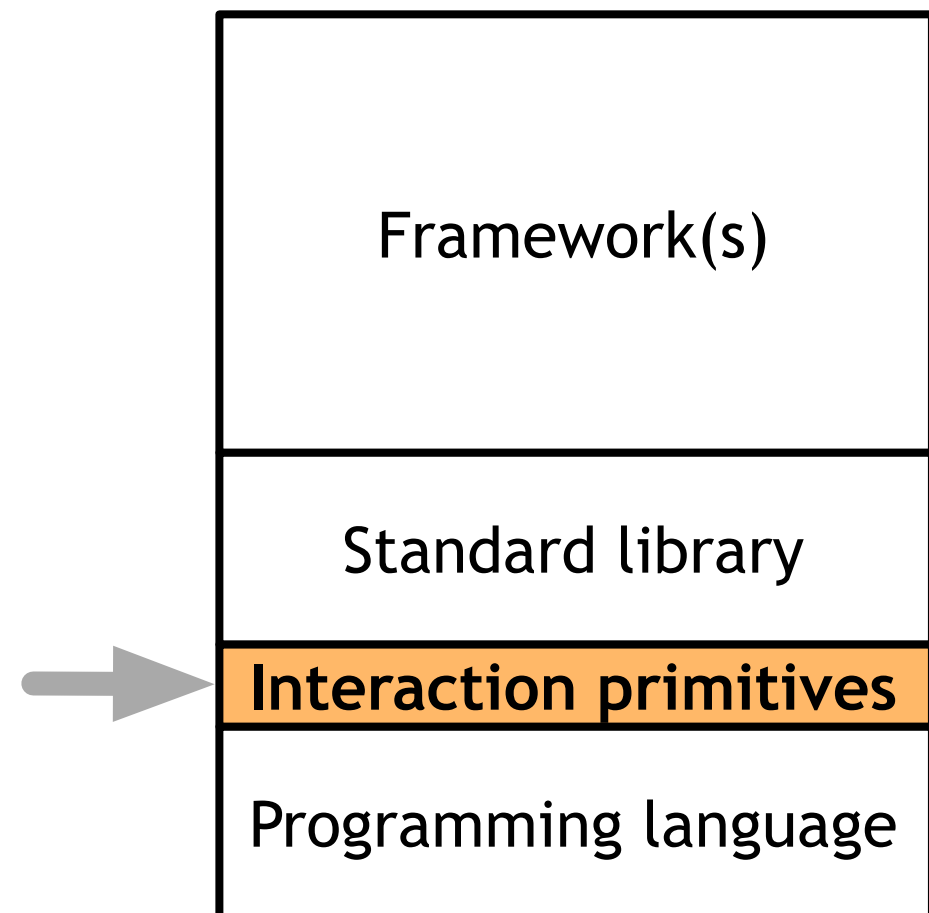 Framework(s)
Standard library
Interaction primitives
Programming language